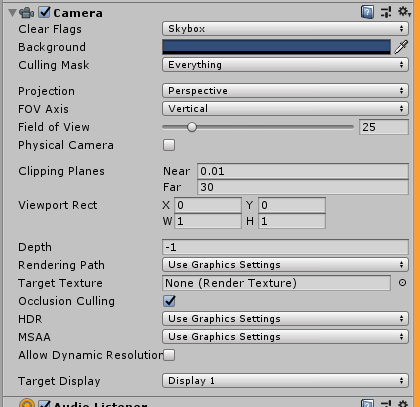 Camera
Clear Flags Skybox
Background
Culling Mask Everything
Projection Perspective
FOV Axis Vertical
Field of View 25
Physical Camera
Clipping Planes Near 0.01
Far 30
Viewport Rect X 0 Y 0
W 1 H 1
Depth -1
Rendering Path Use Graphics Settings
Target Texture None (Render Texture)
Occlusion Culling
HDR Use Graphics Settings
MSAA Use Graphics Settings
Allow Dynamic Resolution
Target Display Display 1
Audio Listener